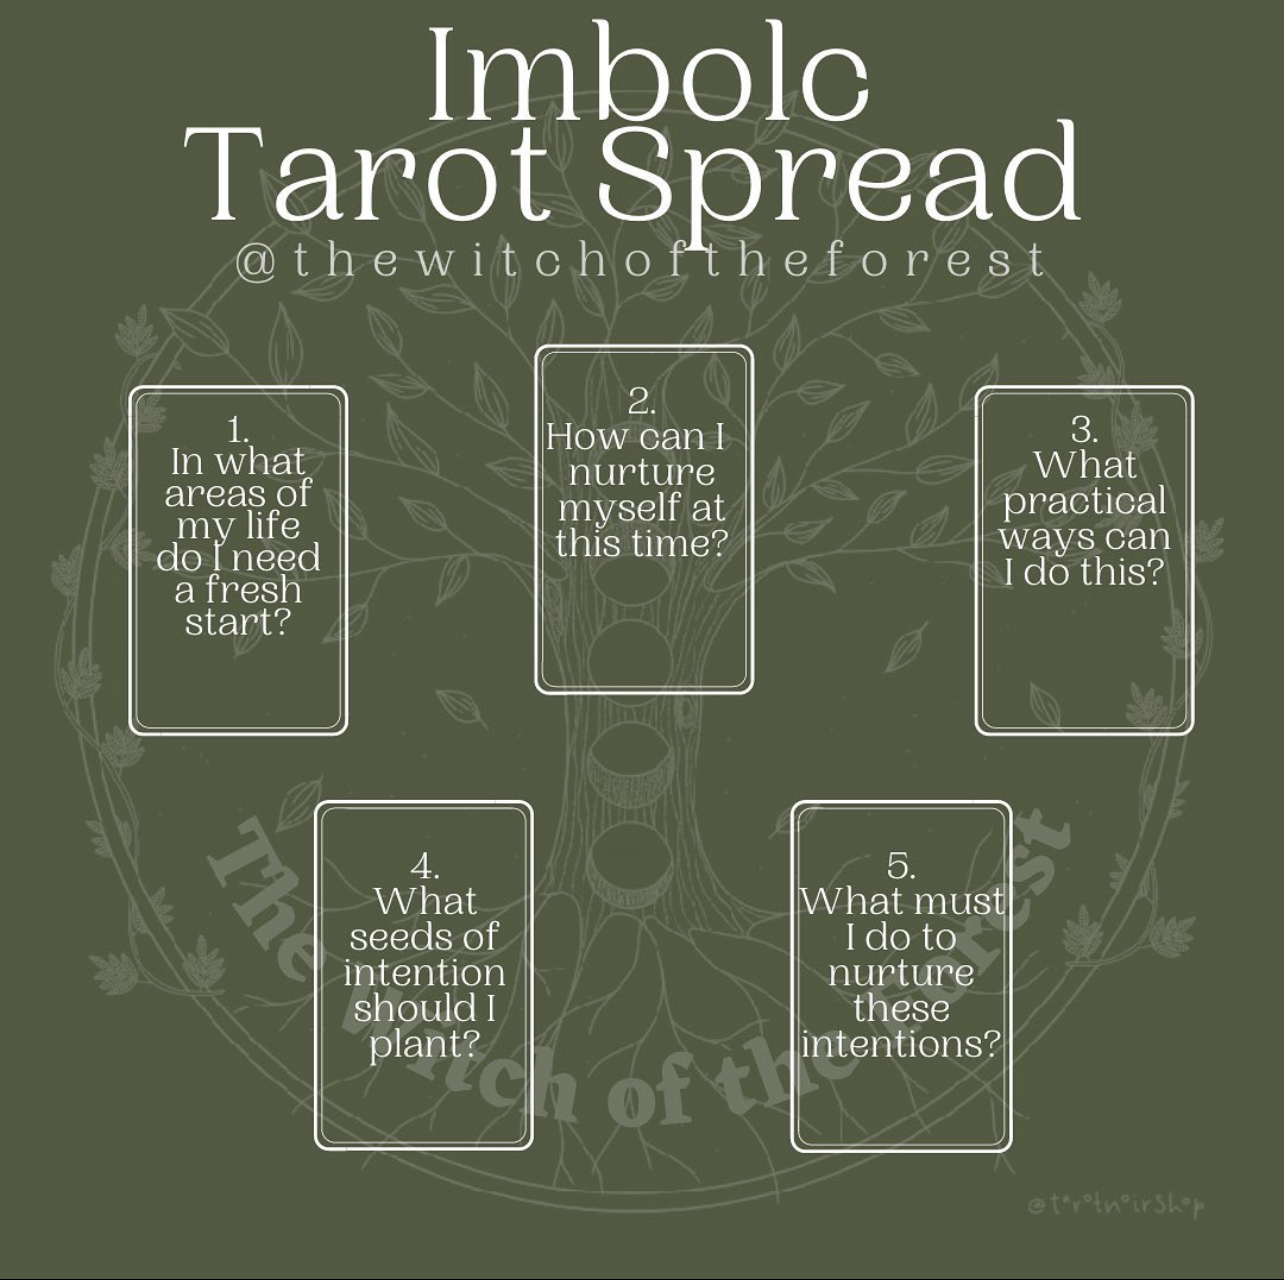 Imbolc
Tarot Spread
@thewitchoftheforest
1.
In what
areas of
my life
do I need
a fresh
start?
2.
How can I
nurture
myself at
this time?
3.
What
practical
ways can
I do this?
4.
What
seeds of
intention
should I
plant?
5.
What must
I do to
nurture
these
intentions?
The Witch of the Forest
@tarotnoirshop